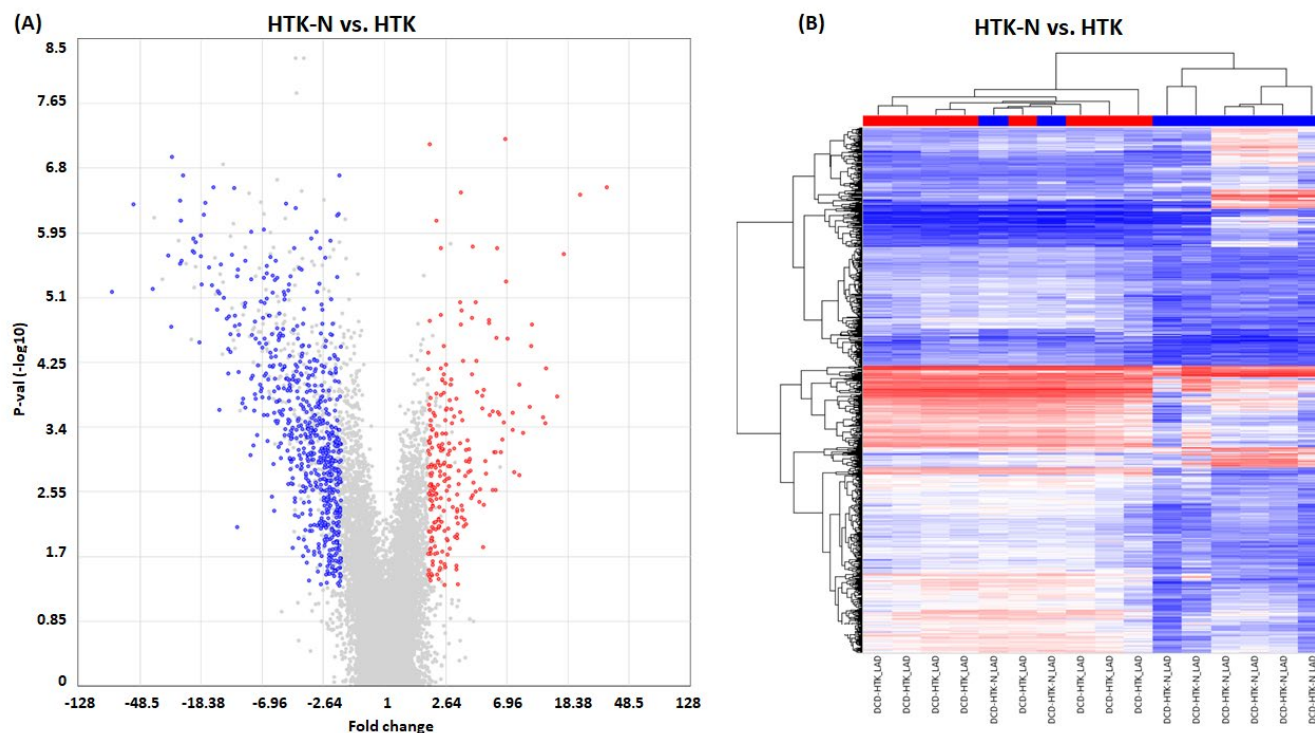 (A)
HTK-N vs. HTK
8.5
7.65
6.8
5.95
5.1
4.25
3.4
2.55
1.7
0.85
0
P-val (-log10)
-128 -48.5 -18.38 -6.96 -2.64 1 2.64 6.96 18.38 48.5 128
Fold change
(B)
HTK-N vs. HTK
DCD-HTK_LAD
DCD-HTK_LAD
DCD-HTK_LAD
DCD-HTK_LAD
DCD-HTK-N_LAD
DCD-HTK_LAD
DCD-HTK-N_LAD
DCD-HTK_LAD
DCD-HTK_LAD
DCD-HTK_LAD
DCD-HTK-N_LAD
DCD-HTK-N_LAD
DCD-HTK-N_LAD
DCD-HTK-N_LAD
DCD-HTK-N_LAD
DCD-HTK-N_LAD